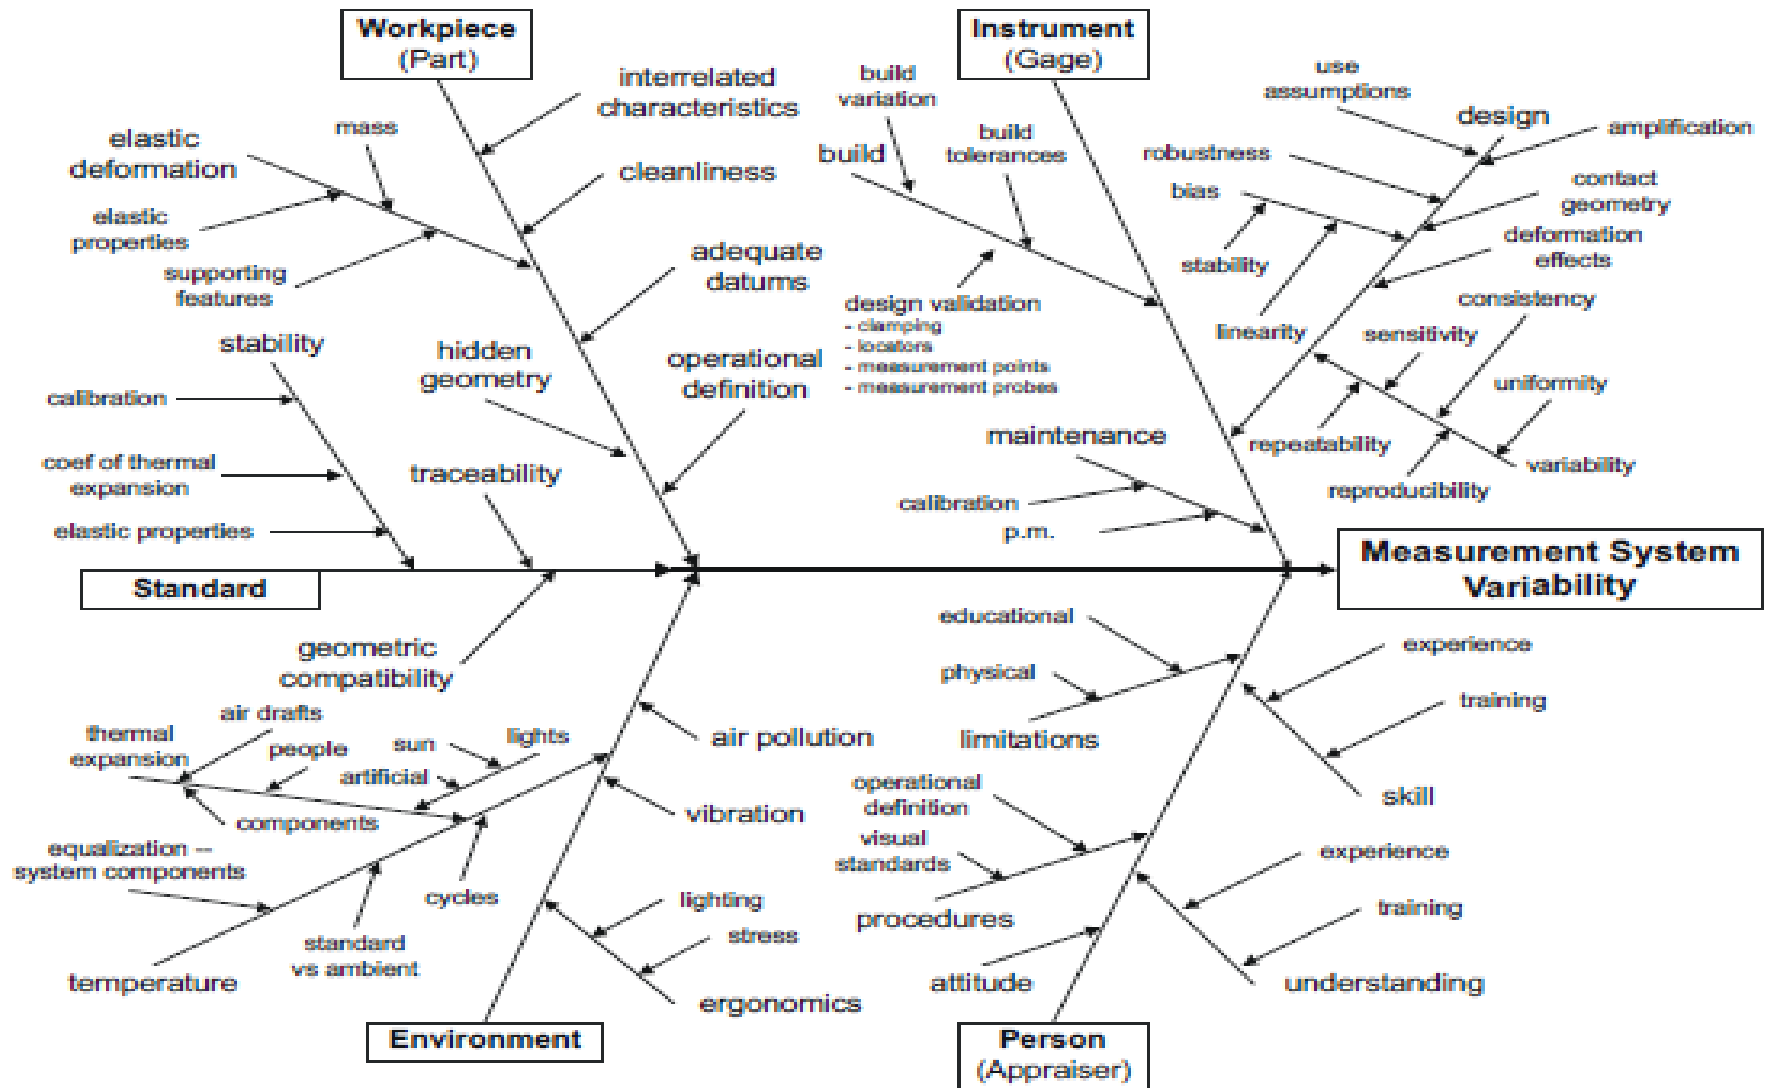 Workpiece
(Part)
interrelated
characteristics
mass
elastic
deformation
cleanliness
elastic
properties
supporting
features
adequate
datums
hidden
geometry
operational
definition
Instrument
(Gage)
build
variation
build
build
tolerances
design validation
- clamping
- locators
- measurement points
- measurement probes
use
assumptions
design
amplification
robustness
bias
contact
geometry
stability
deformation
effects
linearity
consistency
sensitivity
uniformity
repeatability
reproducibility
variability
maintenance
calibration
p.m.
stability
calibration
coef of thermal
expansion
elastic properties
traceability
Standard
geometric
compatibility
Measurement System
Variability
air drafts
thermal
expansion
people
sun
lights
artificial
components
equalization --
system components
cycles
standard
vs ambient
temperature
air pollution
vibration
lighting
stress
ergonomics
Environment
educational
physical
limitations
experience
training
skill
operational
definition
visual
standards
procedures
experience
training
understanding
attitude
Person
(Appraiser)